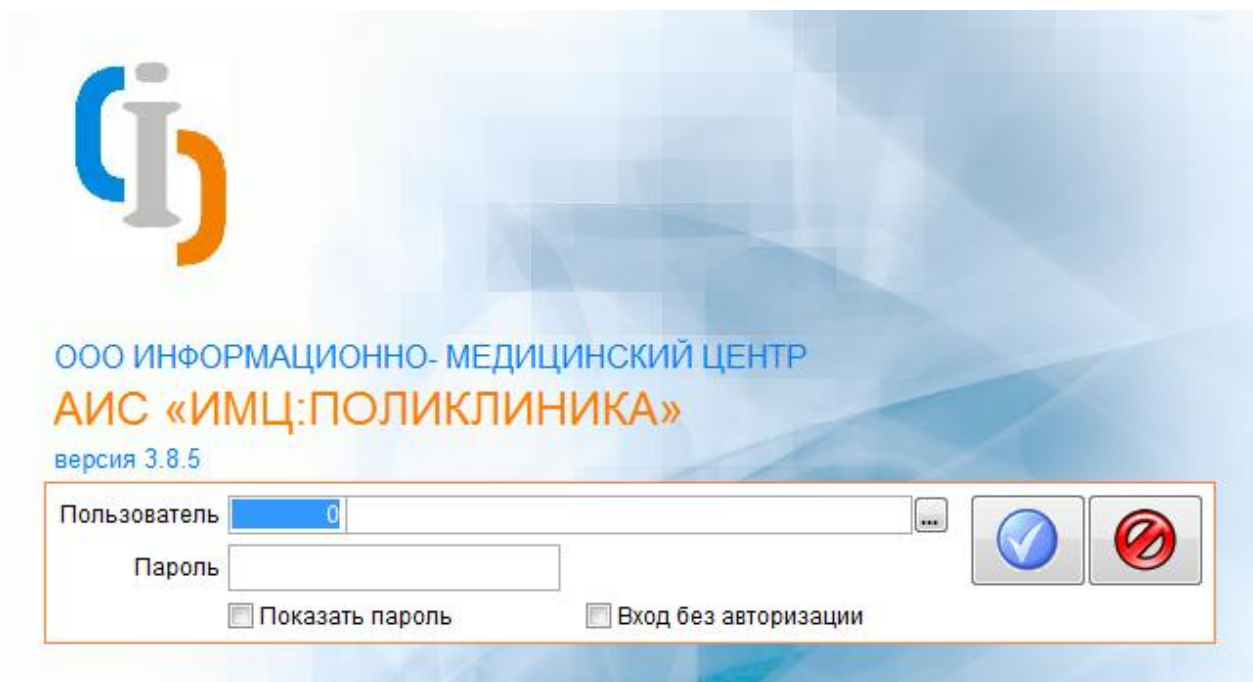 ООО ИНФОРМАЦИОННО- МЕДИЦИНСКИЙ ЦЕНТР
АИС «ИМЦ:ПОЛИКЛИНИКА»
версия 3.8.5
Пользователь 0 ...
Пароль
Показать пароль Вход без авторизации